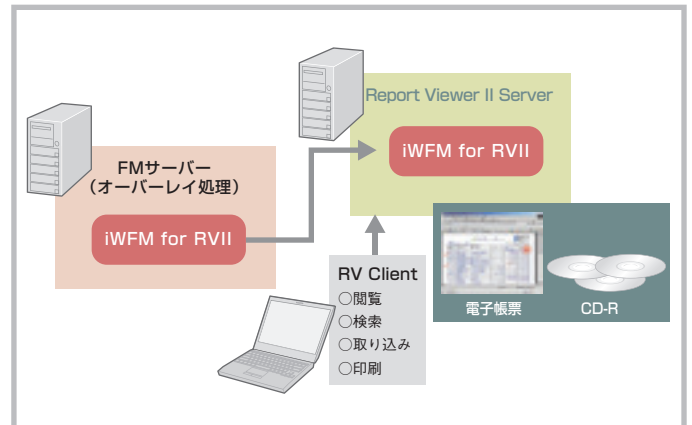 Report Viewer II Server
iWFM for RVII
FMサーバー
（オーバーレイ処理）
iWFM for RVII
RV Client
○閲覧
○検索
○取り込み
○印刷
電子帳票
CD-R